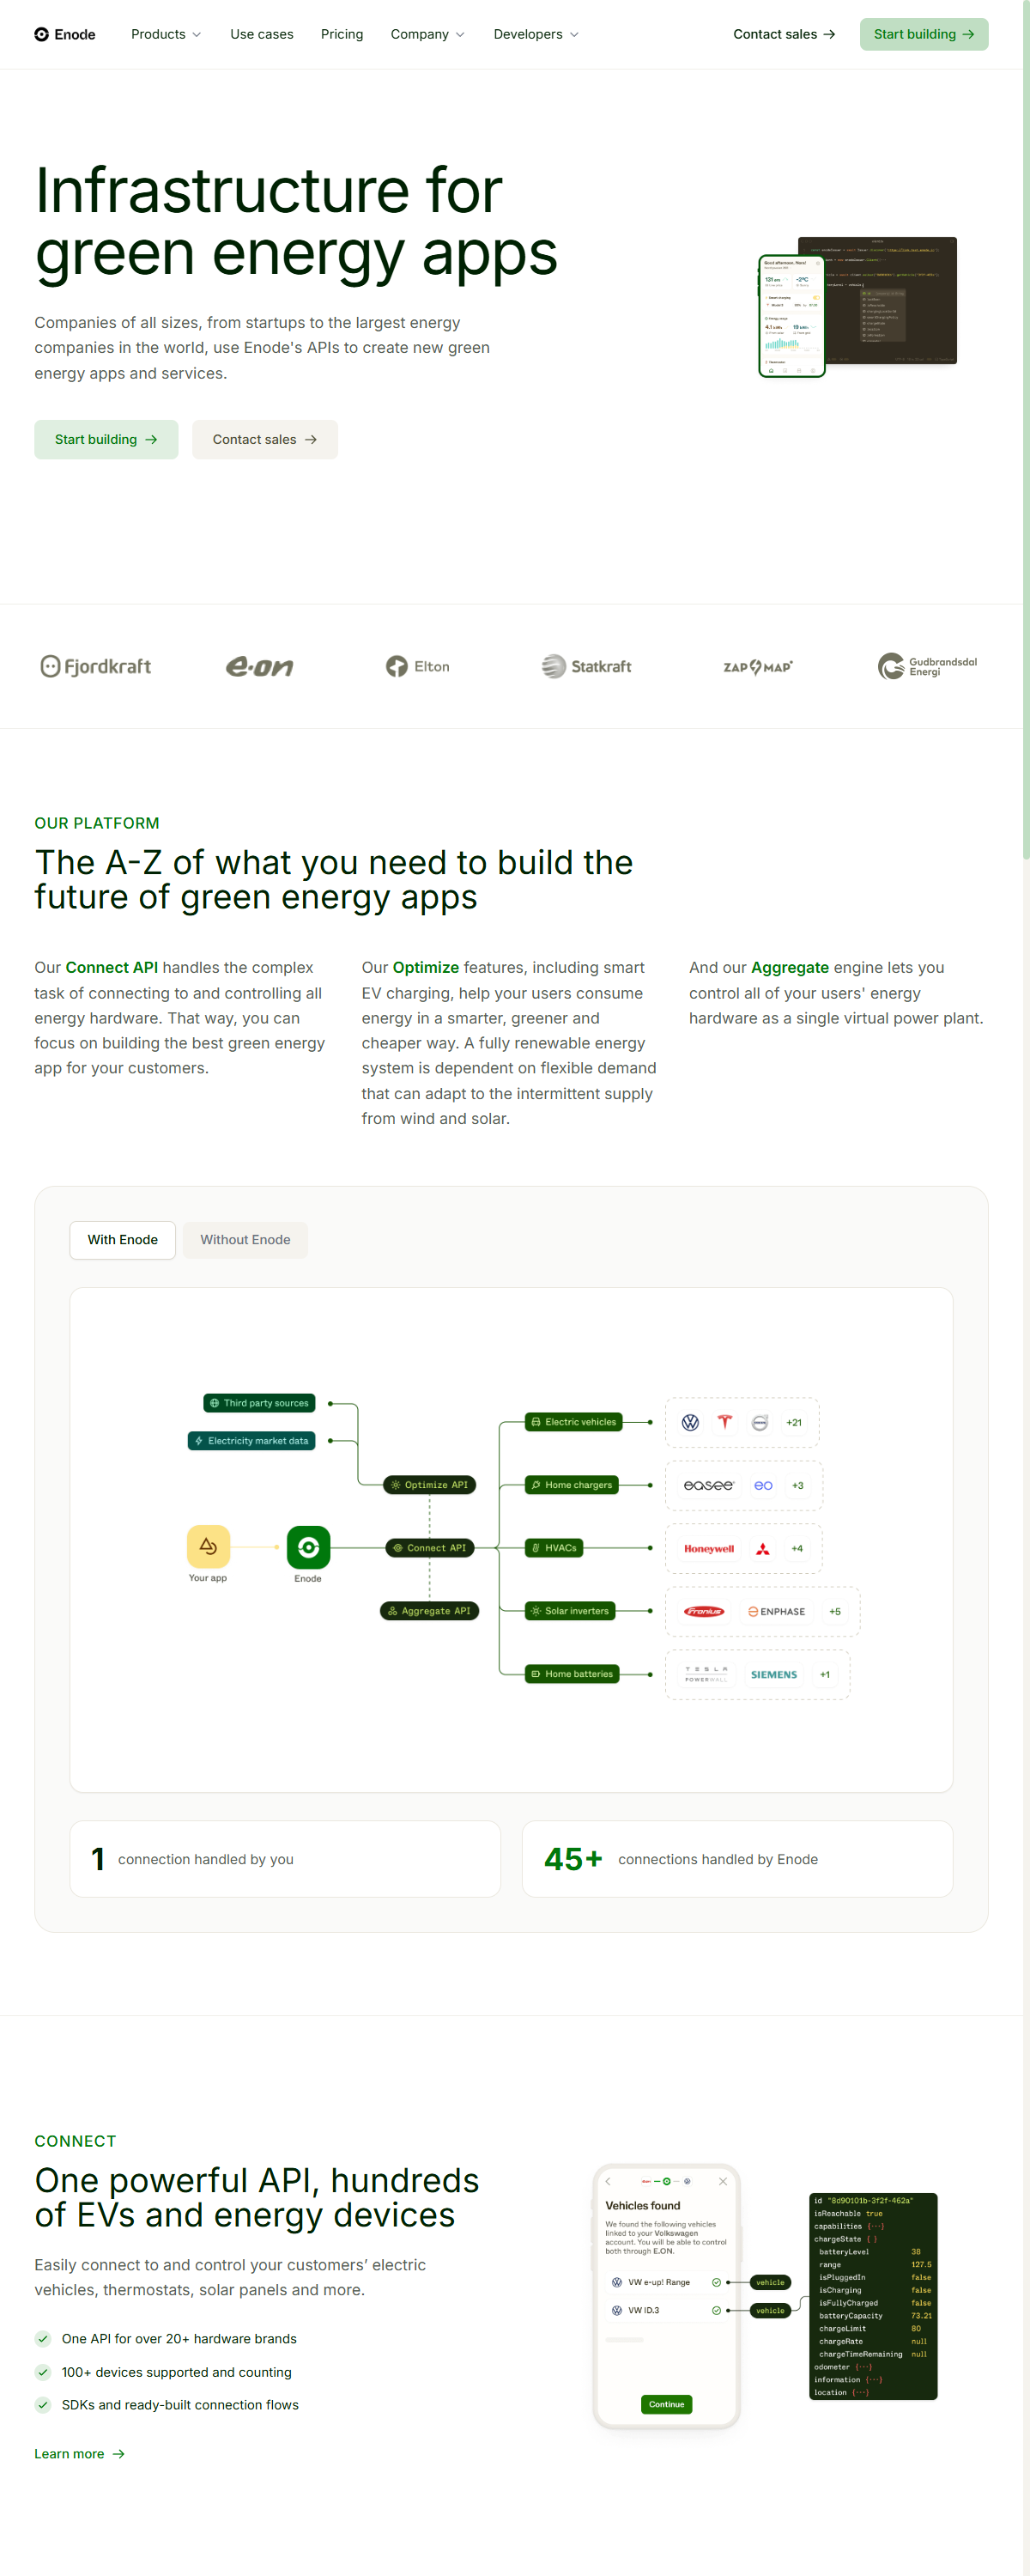 Enode
Products
Use cases
Pricing
Company
Developers
Contact sales →
Start building →
Infrastructure for
green energy apps
Companies of all sizes, from startups to the largest energy
companies in the world, use Enode's APIs to create new green
energy apps and services.
Start building →
Contact sales →
Good afternoon,
Fjordkraft
e·on
Elton
Statkraft
ZAP MAP
Gudbrandsdal
Energi
OUR PLATFORM
The A-Z of what you need to build the
future of green energy apps
Our Connect API handles the complex
task of connecting to and controlling all
energy hardware. That way, you can
focus on building the best green energy
app for your customers.
Our Optimize features, including smart
EV charging, help your users consume
energy in a smarter, greener and
cheaper way. A fully renewable energy
system is dependent on flexible demand
that can adapt to the intermittent supply
from wind and solar.
And our Aggregate engine lets you
control all of your users' energy
hardware as a single virtual power plant.
With Enode
Without Enode
Third party sources
Electricity market data
Optimize API
Your app
Enode
Connect API
Aggregate API
Electric vehicles
+21
Home chargers
easee
eo
+3
HVACs
Honeywell
+4
Solar inverters
Fronius
ENPHASE
+5
Home batteries
TESLA
POWERWALL
SIEMENS
+1
1 connection handled by you
45+ connections handled by Enode
CONNECT
One powerful API, hundreds
of EVs and energy devices
Easily connect to and control your customers’ electric
vehicles, thermostats, solar panels and more.
One API for over 20+ hardware brands
100+ devices supported and counting
SDKs and ready-built connection flows
Learn more →
Vehicles found
We found the following vehicles
linked to your Volkswagen
account. You will be able to control
both through E.ON.
VW e-up! Range
vehicle
VW ID.3
vehicle
Continue
id "8d90101b-3f2f-462a"
isReachable true
capabilities {···}
chargeState { }
batteryLevel 38
range 127.5
isPluggedIn false
isCharging false
isFullyCharged false
batteryCapacity 73.21
chargeLimit 80
chargeRate null
chargeTimeRemaining null
odometer {···}
information {···}
location {···}